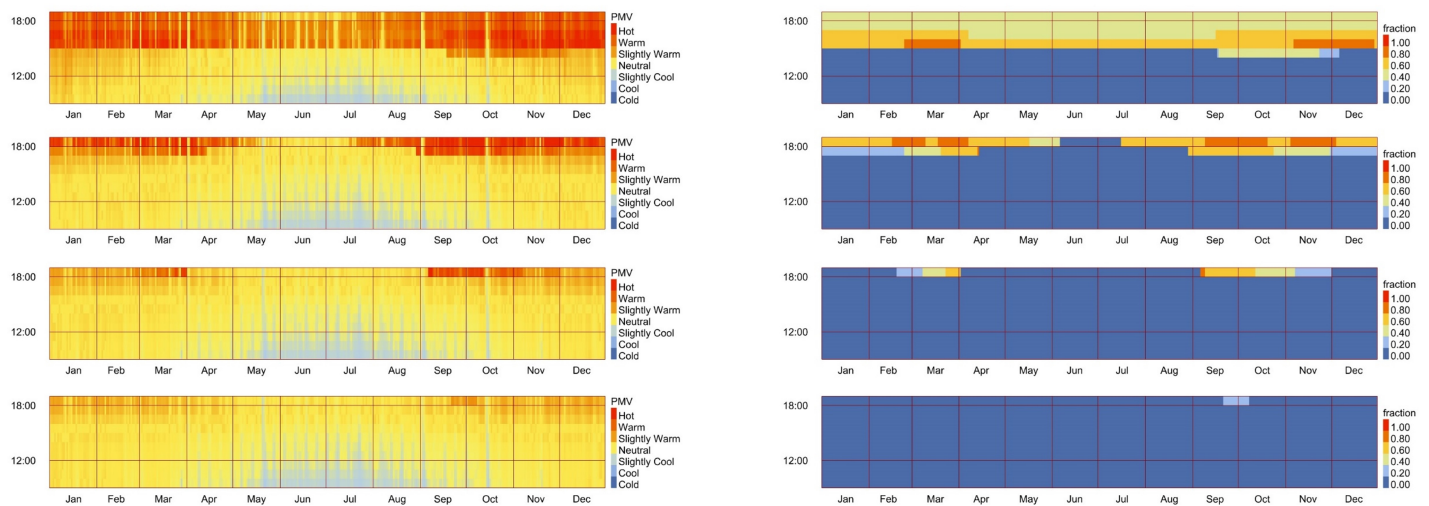 18:00
12:00
Jan Feb Mar Apr May Jun Jul Aug Sep Oct Nov Dec
PMV
Hot
Warm
Slightly Warm
Neutral
Slightly Cool
Cool
Cold
18:00
12:00
Jan Feb Mar Apr May Jun Jul Aug Sep Oct Nov Dec
fraction
1.00
0.80
0.60
0.40
0.20
0.00
18:00
12:00
Jan Feb Mar Apr May Jun Jul Aug Sep Oct Nov Dec
PMV
Hot
Warm
Slightly Warm
Neutral
Slightly Cool
Cool
Cold
18:00
12:00
Jan Feb Mar Apr May Jun Jul Aug Sep Oct Nov Dec
fraction
1.00
0.80
0.60
0.40
0.20
0.00
18:00
12:00
Jan Feb Mar Apr May Jun Jul Aug Sep Oct Nov Dec
PMV
Hot
Warm
Slightly Warm
Neutral
Slightly Cool
Cool
Cold
18:00
12:00
Jan Feb Mar Apr May Jun Jul Aug Sep Oct Nov Dec
fraction
1.00
0.80
0.60
0.40
0.20
0.00
18:00
12:00
Jan Feb Mar Apr May Jun Jul Aug Sep Oct Nov Dec
PMV
Hot
Warm
Slightly Warm
Neutral
Slightly Cool
Cool
Cold
18:00
12:00
Jan Feb Mar Apr May Jun Jul Aug Sep Oct Nov Dec
fraction
1.00
0.80
0.60
0.40
0.20
0.00